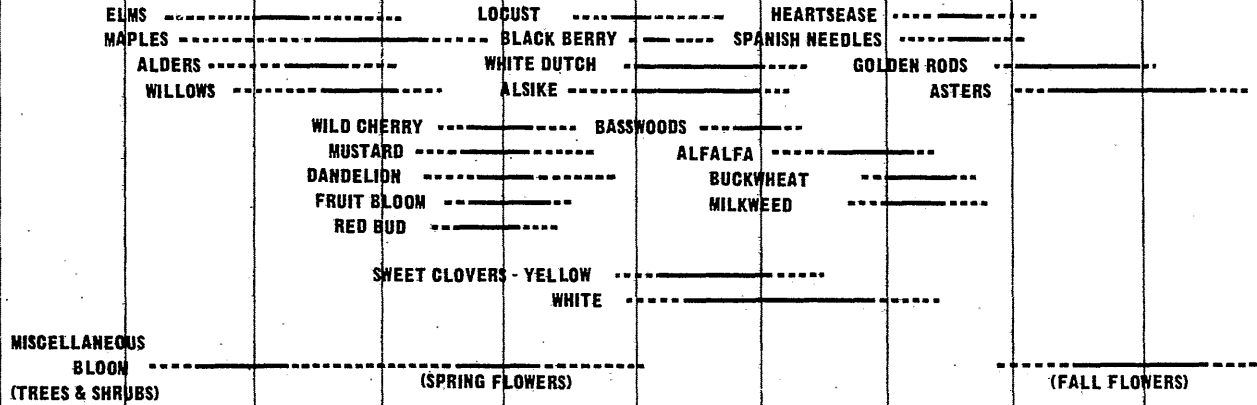 ELMS LOCUST HEARTSEASE
MAPLES BLACK BERRY SPANISH NEEDLES
ALDERS WHITE DUTCH GOLDEN RODS
WILLOWS ALSIKE ASTERS
WILD CHERRY BASSWOODS
MUSTARD ALFALFA
DANDELION BUCKWHEAT
FRUIT BLOOM MILKWEED
RED BUD
SWEET CLOVERS - YELLOW
WHITE
MISCELLANEOUS
BLOOM
(SPRING FLOWERS) (FALL FLOWERS)
(TREES & SHRUBS)